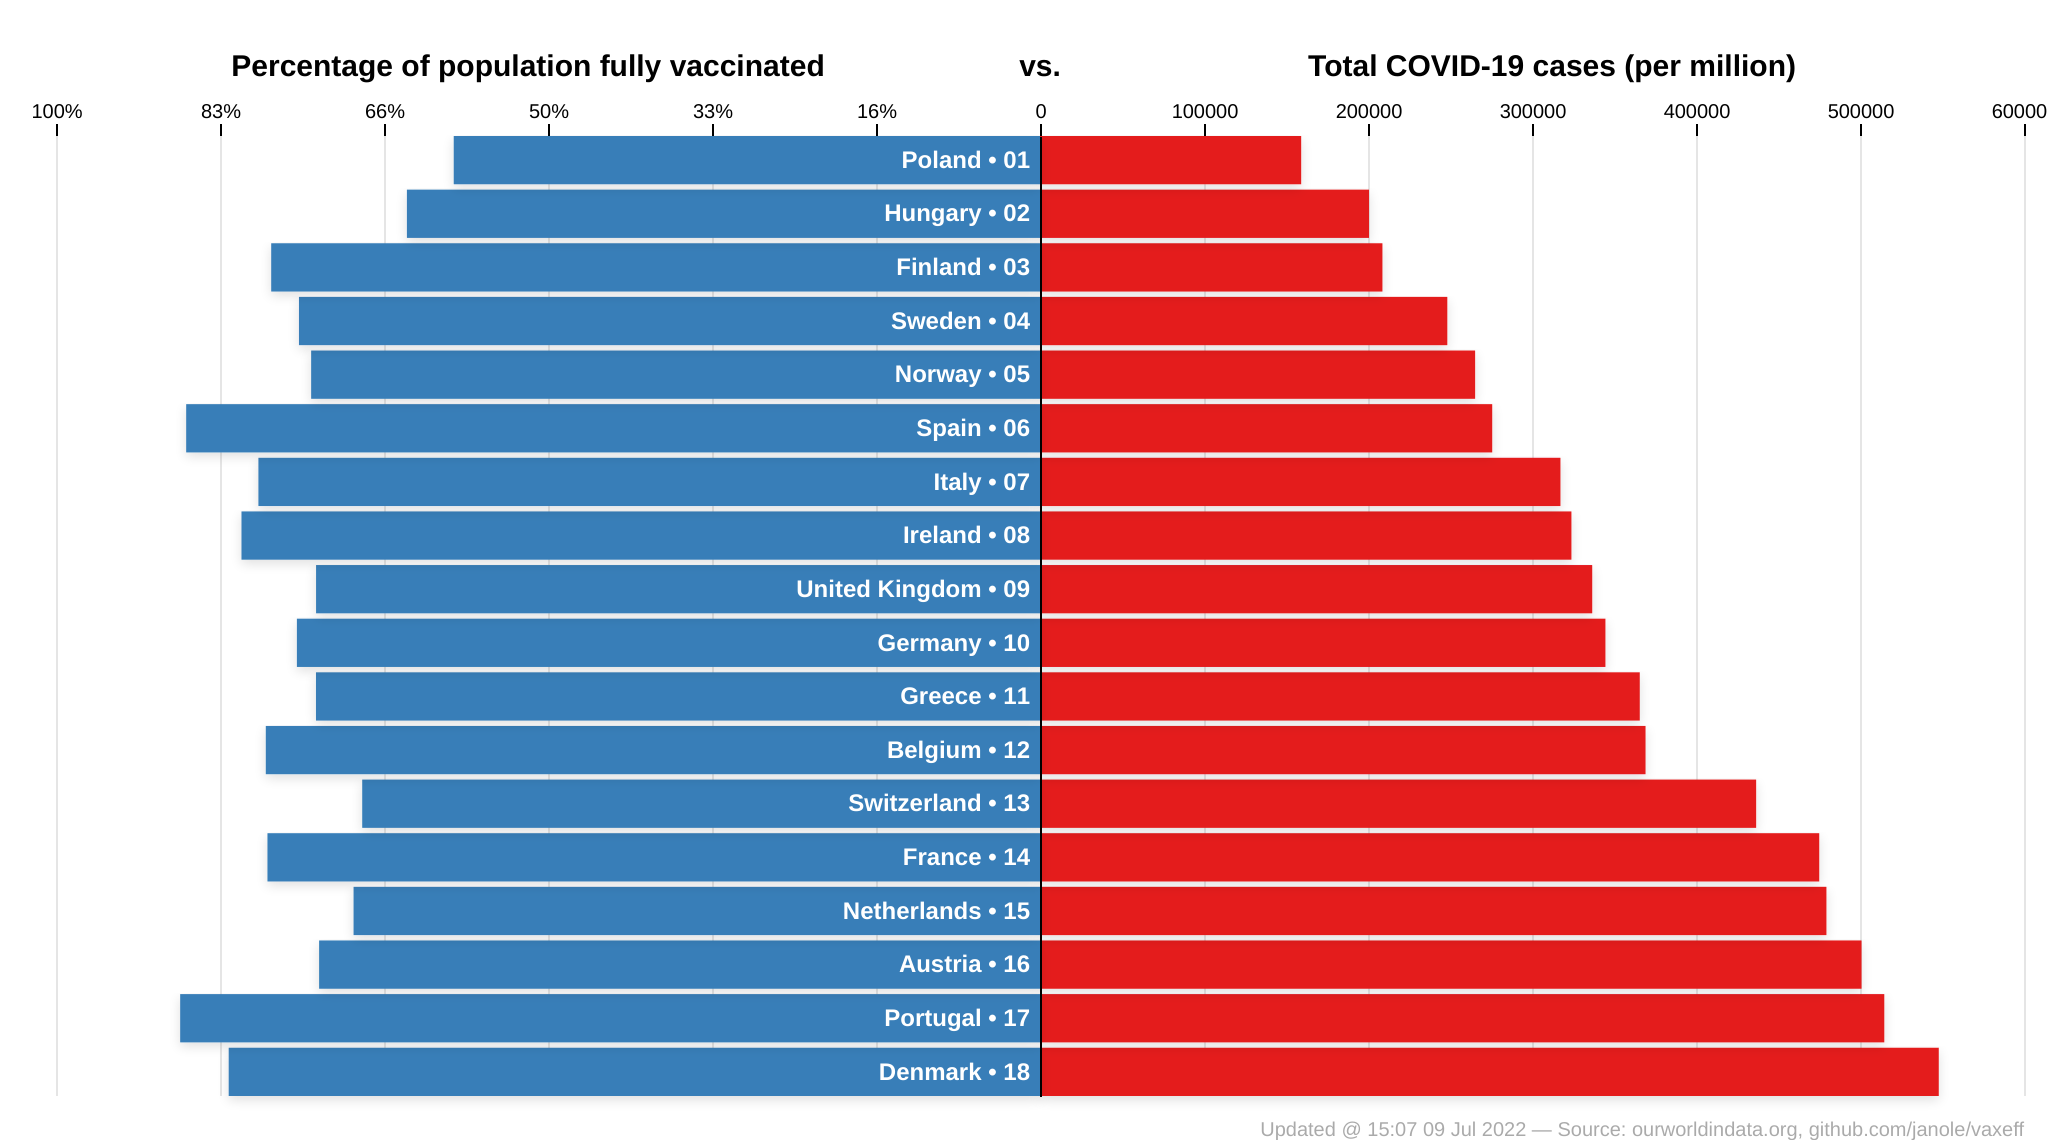 Percentage of population fully vaccinated vs. Total COVID-19 cases (per million)
100% 83% 66% 50% 33% 16% 0 100000 200000 300000 400000 500000 60000
Poland • 01
Hungary • 02
Finland • 03
Sweden • 04
Norway • 05
Spain • 06
Italy • 07
Ireland • 08
United Kingdom • 09
Germany • 10
Greece • 11
Belgium • 12
Switzerland • 13
France • 14
Netherlands • 15
Austria • 16
Portugal • 17
Denmark • 18
Updated @ 15:07 09 Jul 2022 — Source: ourworldindata.org, github.com/janole/vaxeff